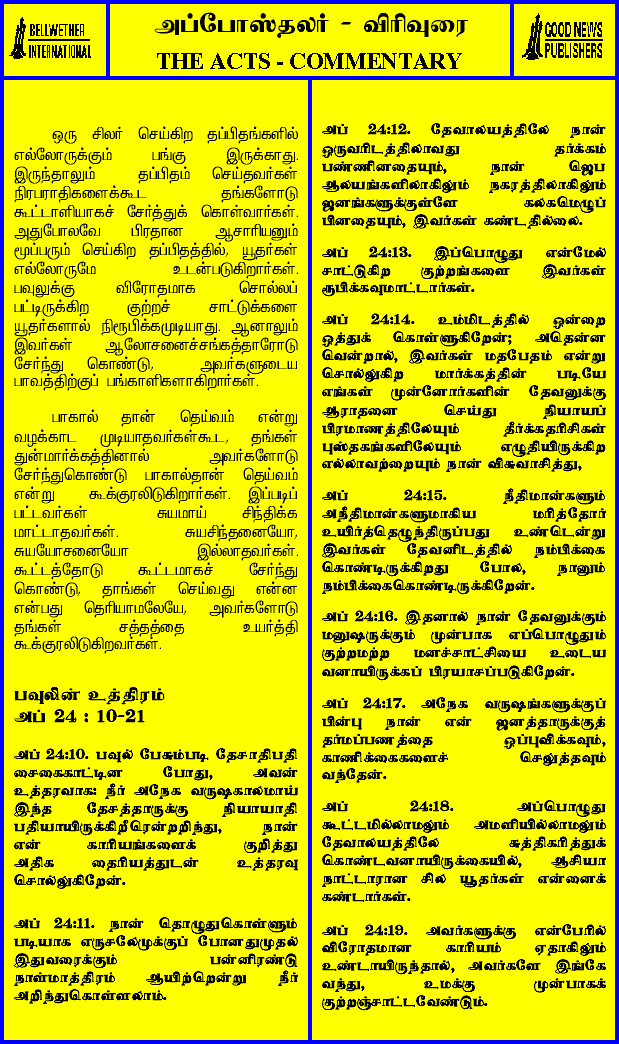 BELLWETHER
INTERNATIONAL
அப்போஸ்தலர் - விரிவுரை
THE ACTS - COMMENTARY
GOOD NEWS
PUBLISHERS
ஒரு சிலர் செய்கிற தப்பிதங்களில்
எல்லோருக்கும் பங்கு இருக்காது.
இருந்தாலும் தப்பிதம் செய்தவர்கள்
நிரபராதிகளைக்கூட தங்களோடு
கூட்டாளியாகச் சேர்த்துக் கொள்வார்கள்.
அதுபோலவே பிரதான ஆசாரியனும்
மூப்பரும் செய்கிற தப்பிதத்தில், யூதர்கள்
எல்லோருமே உடன்படுகிறார்கள்.
பவுலுக்கு விரோதமாக சொல்லப்
பட்டிருக்கிற குற்றச் சாட்டுக்களை
யூதர்களால் நிரூபிக்கமுடியாது. ஆனாலும்
இவர்கள் ஆலோசனைச்சங்கத்தாரோடு
சேர்ந்து கொண்டு, அவர்களுடைய
பாவத்திற்குப் பங்காளிகளாகிறார்கள்.
பாகால் தான் தெய்வம் என்று
வழக்காட முடியாதவர்கள்கூட, தங்கள்
துன்மார்க்கத்தினால் அவர்களோடு
சேர்ந்துகொண்டு பாகால்தான் தெய்வம்
என்று கூக்குரலிடுகிறார்கள். இப்படிப்
பட்டவர்கள் சுயமாய் சிந்திக்க
மாட்டாதவர்கள். சுயசிந்தனையோ,
சுயயோசனையோ இல்லாதவர்கள்.
கூட்டத்தோடு கூட்டமாகச் சேர்ந்து
கொண்டு, தாங்கள் செய்வது என்ன
என்பது தெரியாமலேயே, அவர்களோடு
தங்கள் சத்தத்தை உயர்த்தி
கூக்குரலிடுகிறவர்கள்.
பவுலின் உத்திரம்
அப் 24 : 10-21
அப் 24:10. பவுல் பேசும்படி, தேசாதிபதி
சைகைகாட்டின போது, அவன்
உத்தரவாக: நீர் அநேக வருஷகாலமாய்
இந்த தேசத்தாருக்கு நியாயாதி
பதியாயிருக்கிறீரென்றறிந்து, நான்
என் காரியங்களைக் குறித்து
அதிக தைரியத்துடன் உத்தரவு
சொல்லுகிறேன்.
அப் 24:11. நான் தொழுதுகொள்ளும்
படியாக எருசலேமுக்குப் போனதுமுதல்
இதுவரைக்கும் பன்னிரண்டு
நாள்மாத்திரம் ஆயிற்றென்று நீர்
அறிந்துகொள்ளலாம்.
அப் 24:12. தேவாலயத்திலே நான்
ஒருவரிடத்திலாவது தர்க்கம்
பண்ணினதையும், நான் ஜெப
ஆலயங்களிலாகிலும் நகரத்திலாகிலும்
ஜனங்களுக்குள்ளே கலகமெழுப்
பினதையும், இவர்கள் கண்டதில்லை.
அப் 24:13. இப்பொழுது என்மேல்
சாட்டுகிற குற்றங்களை இவர்கள்
ரூபிக்கவுமாட்டார்கள்.
அப் 24:14. உம்மிடத்தில் ஒன்றை
ஒத்துக் கொள்ளுகிறேன்; அதென்ன
வென்றால், இவர்கள் மதபேதம் என்று
சொல்லுகிற மார்க்கத்தின் படியே
எங்கள் முன்னோர்களின் தேவனுக்கு
ஆராதனை செய்து நியாயப்
பிரமாணத்திலேயும் தீர்க்கதரிசிகள்
புஸ்தகங்களிலேயும் எழுதியிருக்கிற
எல்லாவற்றையும் நான் விசுவாசித்து,
அப் 24:15. நீதிமான்களும்
அநீதிமான்களுமாகிய மரித்தோர்
உயிர்த்தெழுந்திருப்பது உண்டென்று
இவர்கள் தேவனிடத்தில் நம்பிக்கை
கொண்டிருக்கிறது போல, நானும்
நம்பிக்கைகொண்டிருக்கிறேன்.
அப் 24:16. இதனால் நான் தேவனுக்கும்
மனுஷருக்கும் முன்பாக எப்பொழுதும்
குற்றமற்ற மனச்சாட்சியை உடைய
வனாயிருக்கப் பிரயாசப்படுகிறேன்.
அப் 24:17. அநேக வருஷங்களுக்குப்
பின்பு நான் என் ஜனத்தாருக்குத்
தர்மப்பணத்தை ஒப்புவிக்கவும்,
காணிக்கைகளைச் செலுத்தவும்
வந்தேன்.
அப் 24:18. அப்பொழுது
கூட்டமில்லாமலும் அமளியில்லாமலும்
தேவாலயத்திலே சுத்திகரித்துக்
கொண்டவனாயிருக்கையில், ஆசியா
நாட்டாரான சில யூதர்கள் என்னைக்
கண்டார்கள்.
அப் 24:19. அவர்களுக்கு என்பேரில்
விரோதமான காரியம் ஏதாகிலும்
உண்டாயிருந்தால், அவர்களே இங்கே
வந்து, உமக்கு முன்பாகக்
குற்றஞ்சாட்டவேண்டும்.